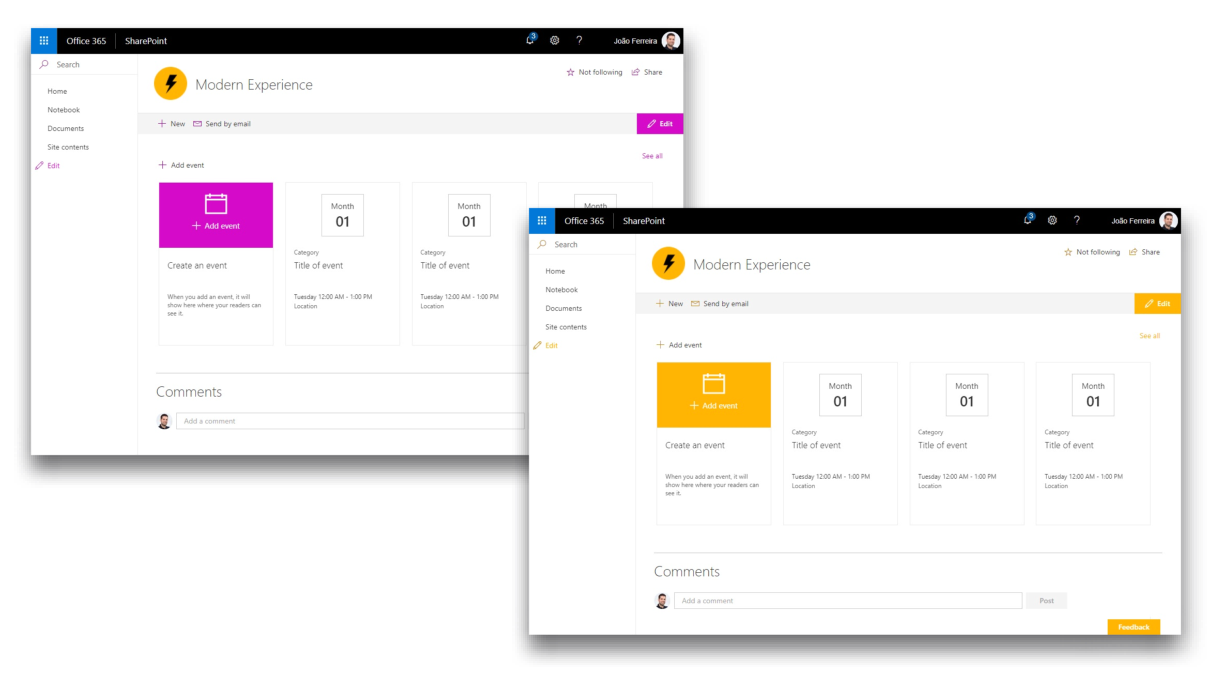 Office 365 SharePoint 3 ? João Ferreira
Search
Not following Share
Home
Modern Experience
Notebook
+ New Send by email Edit
Documents
Site contents
See all
Edit
+ Add event
Month
01
Month
01
Month
+ Add event
Category
Category
Create an event
Title of event
Title of event
When you add an event, it will
show here where your readers can
see it.
Tuesday 12:00 AM - 1:00 PM
Location
Tuesday 12:00 AM - 1:00 PM
Location
Comments
Add a comment
Office 365 SharePoint 3 ? João Ferreira
Search
Not following Share
Home
Modern Experience
Notebook
+ New Send by email Edit
Documents
Site contents
See all
Edit
+ Add event
Month
01
Month
01
Month
01
+ Add event
Category
Category
Category
Create an event
Title of event
Title of event
Title of event
When you add an event, it will
show here where your readers can
see it.
Tuesday 12:00 AM - 1:00 PM
Location
Tuesday 12:00 AM - 1:00 PM
Location
Tuesday 12:00 AM - 1:00 PM
Location
Comments
Add a comment
Post
Feedback